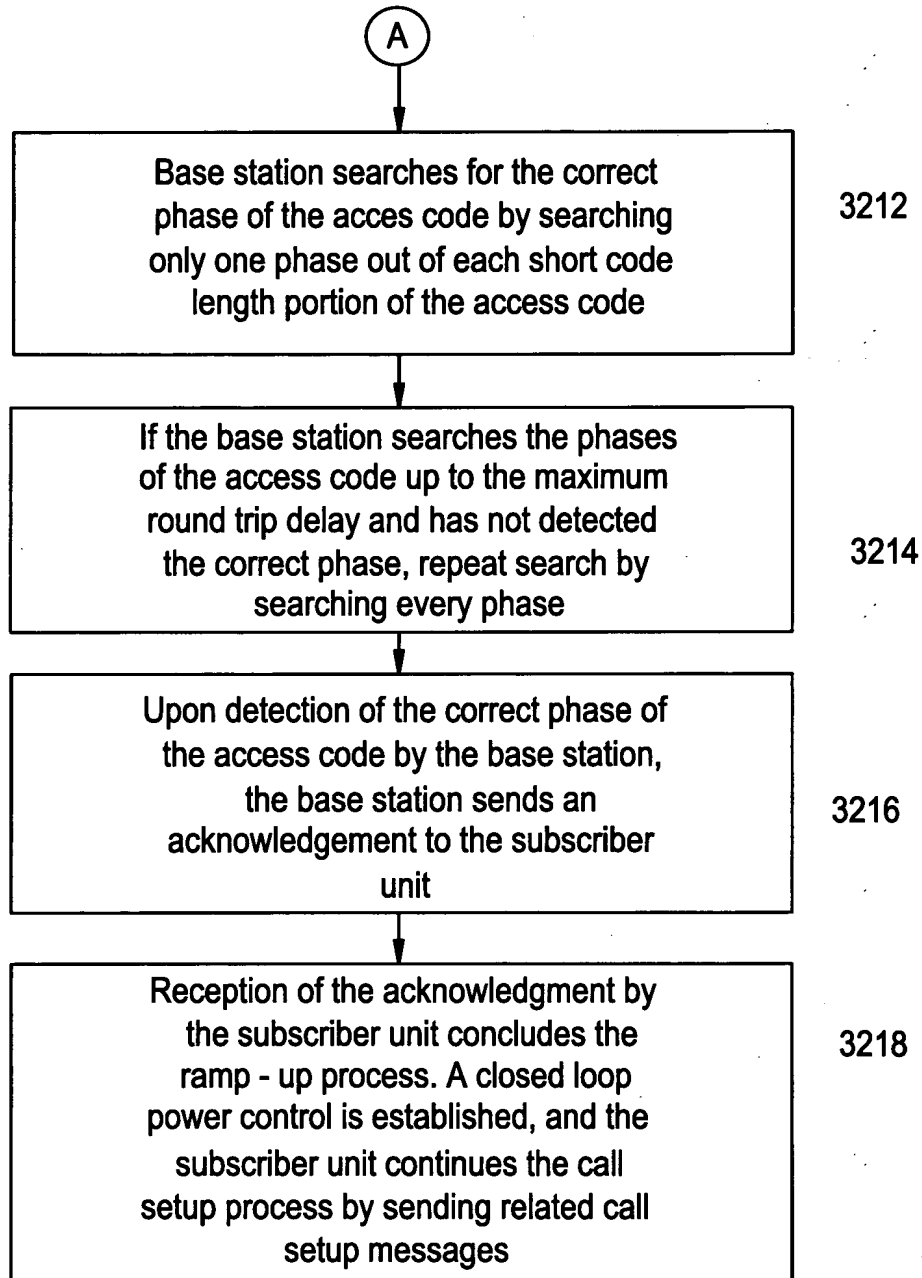 A
Base station searches for the correct
phase of the acces code by searching
only one phase out of each short code
length portion of the access code
3212
If the base station searches the phases
of the access code up to the maximum
round trip delay and has not detected
the correct phase, repeat search by
searching every phase
3214
Upon detection of the correct phase of
the access code by the base station,
the base station sends an
acknowledgement to the subscriber
unit
3216
Reception of the acknowledgment by
the subscriber unit concludes the
ramp - up process. A closed loop
power control is established, and the
subscriber unit continues the call
setup process by sending related call
setup messages
3218